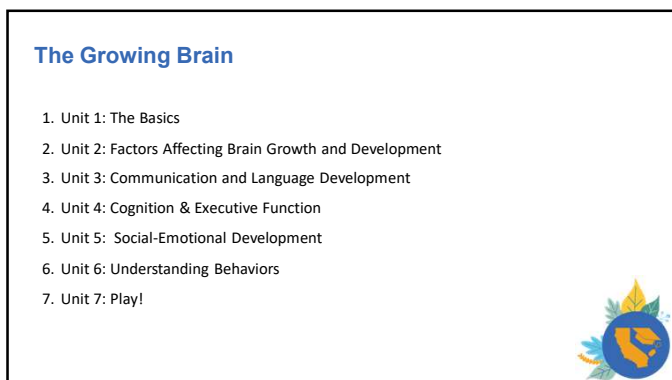 The Growing Brain
1. Unit 1: The Basics
2. Unit 2: Factors Affecting Brain Growth and Development
3. Unit 3: Communication and Language Development
4. Unit 4: Cognition & Executive Function
5. Unit 5:  Social-Emotional Development
6. Unit 6: Understanding Behaviors
7. Unit 7: Play!